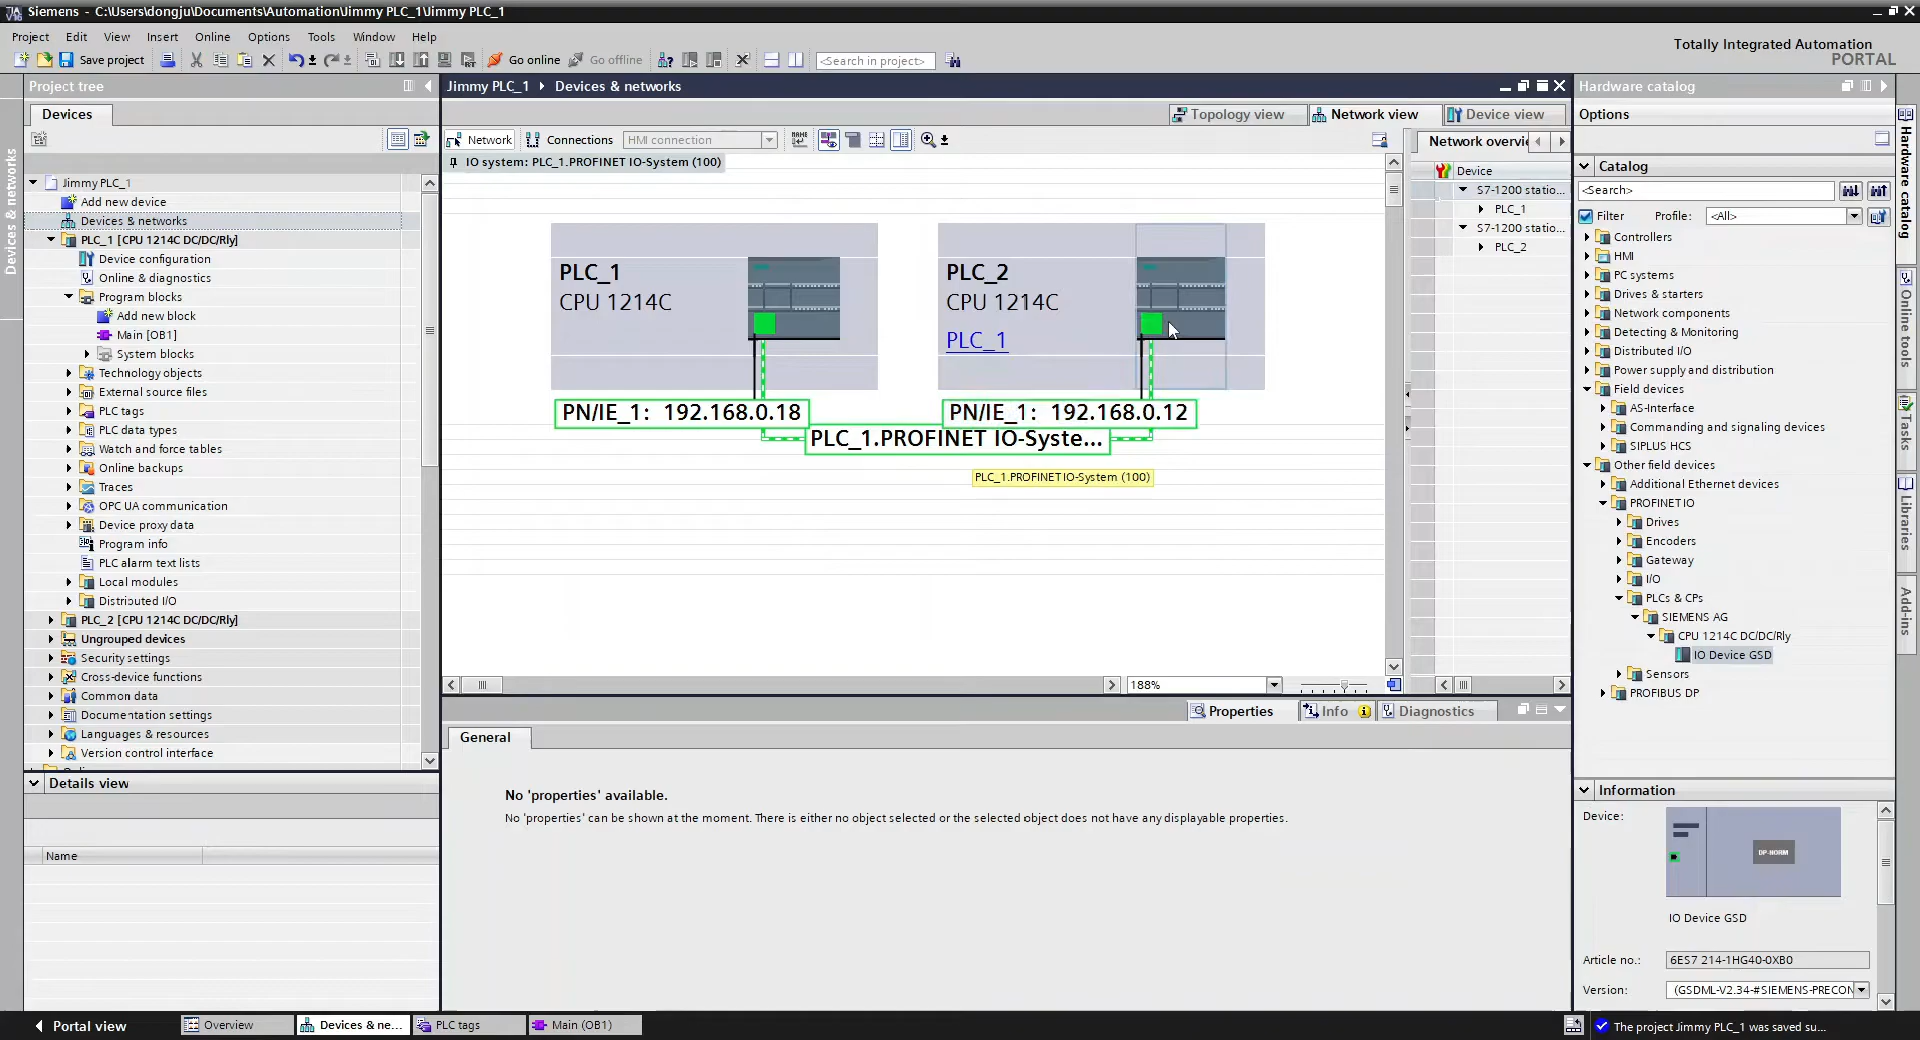 Siemens - C:\Users\dongju\Documents\Automation\Jimmy PLC_1\Jimmy PLC_1
Project Edit View Insert Online Options Tools Window Help
Totally Integrated Automation
PORTAL
Save project
Go online
Go offline
<Search in project>
Project tree
Devices
Devices & networks
Jimmy PLC_1
Add new device
Devices & networks
PLC_1 [CPU 1214C DC/DC/Rly]
Device configuration
Online & diagnostics
Program blocks
Add new block
Main [OB1]
System blocks
Technology objects
External source files
PLC tags
PLC data types
Watch and force tables
Online backups
Traces
OPC UA communication
Device proxy data
Program info
PLC alarm text lists
Local modules
Distributed I/O
PLC_2 [CPU 1214C DC/DC/Rly]
Ungrouped devices
Security settings
Cross-device functions
Common data
Documentation settings
Languages & resources
Version control interface
Details view
Name
Jimmy PLC_1 Devices & networks
Topology view
Network view
Device view
Network
Connections
HMI connection
IO system: PLC_1.PROFINET IO-System (100)
PLC_1
CPU 1214C
PLC_2
CPU 1214C
PLC_1
PN/IE_1: 192.168.0.18
PN/IE_1: 192.168.0.12
PLC_1.PROFINET IO-Syste...
PLC_1.PROFINET IO-System (100)
188%
Network overvie
Device
S7-1200 statio...
PLC_1
S7-1200 statio...
PLC_2
Properties
Info
Diagnostics
General
No 'properties' available.
No 'properties' can be shown at the moment. There is either no object selected or the selected object does not have any displayable properties.
Hardware catalog
Options
Catalog
<Search>
Filter
Profile:
<All>
Controllers
HMI
PC systems
Drives & starters
Network components
Detecting & Monitoring
Distributed I/O
Power supply and distribution
Field devices
AS-Interface
Commanding and signaling devices
SIPLUS HCS
Other field devices
Additional Ethernet devices
PROFINET IO
Drives
Encoders
Gateway
I/O
PLCs & CPs
SIEMENS AG
CPU 1214C DC/DC/Rly
IO Device GSD
Sensors
PROFIBUS DP
Information
Device:
DP-NORM
IO Device GSD
Article no.:
6ES7 214-1HG40-0XB0
Version:
(GSDML-V2.34-#SIEMENS-PRECON
Hardware catalog
Online tools
Tasks
Libraries
Add-ins
Portal view
Overview
Devices & ne...
PLC tags
Main (OB1)
The project Jimmy PLC_1 was saved su...